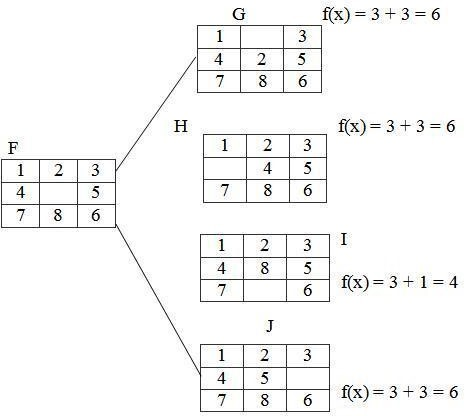 G f(x) = 3 + 3 = 6
1 3
4 2 5
7 8 6
H f(x) = 3 + 3 = 6
1 2 3
4 5
7 8 6
F
1 2 3
4 5
7 8 6
I
1 2 3
4 8 5
7 6
f(x) = 3 + 1 = 4
J
1 2 3
4 5
7 8 6
f(x) = 3 + 3 = 6